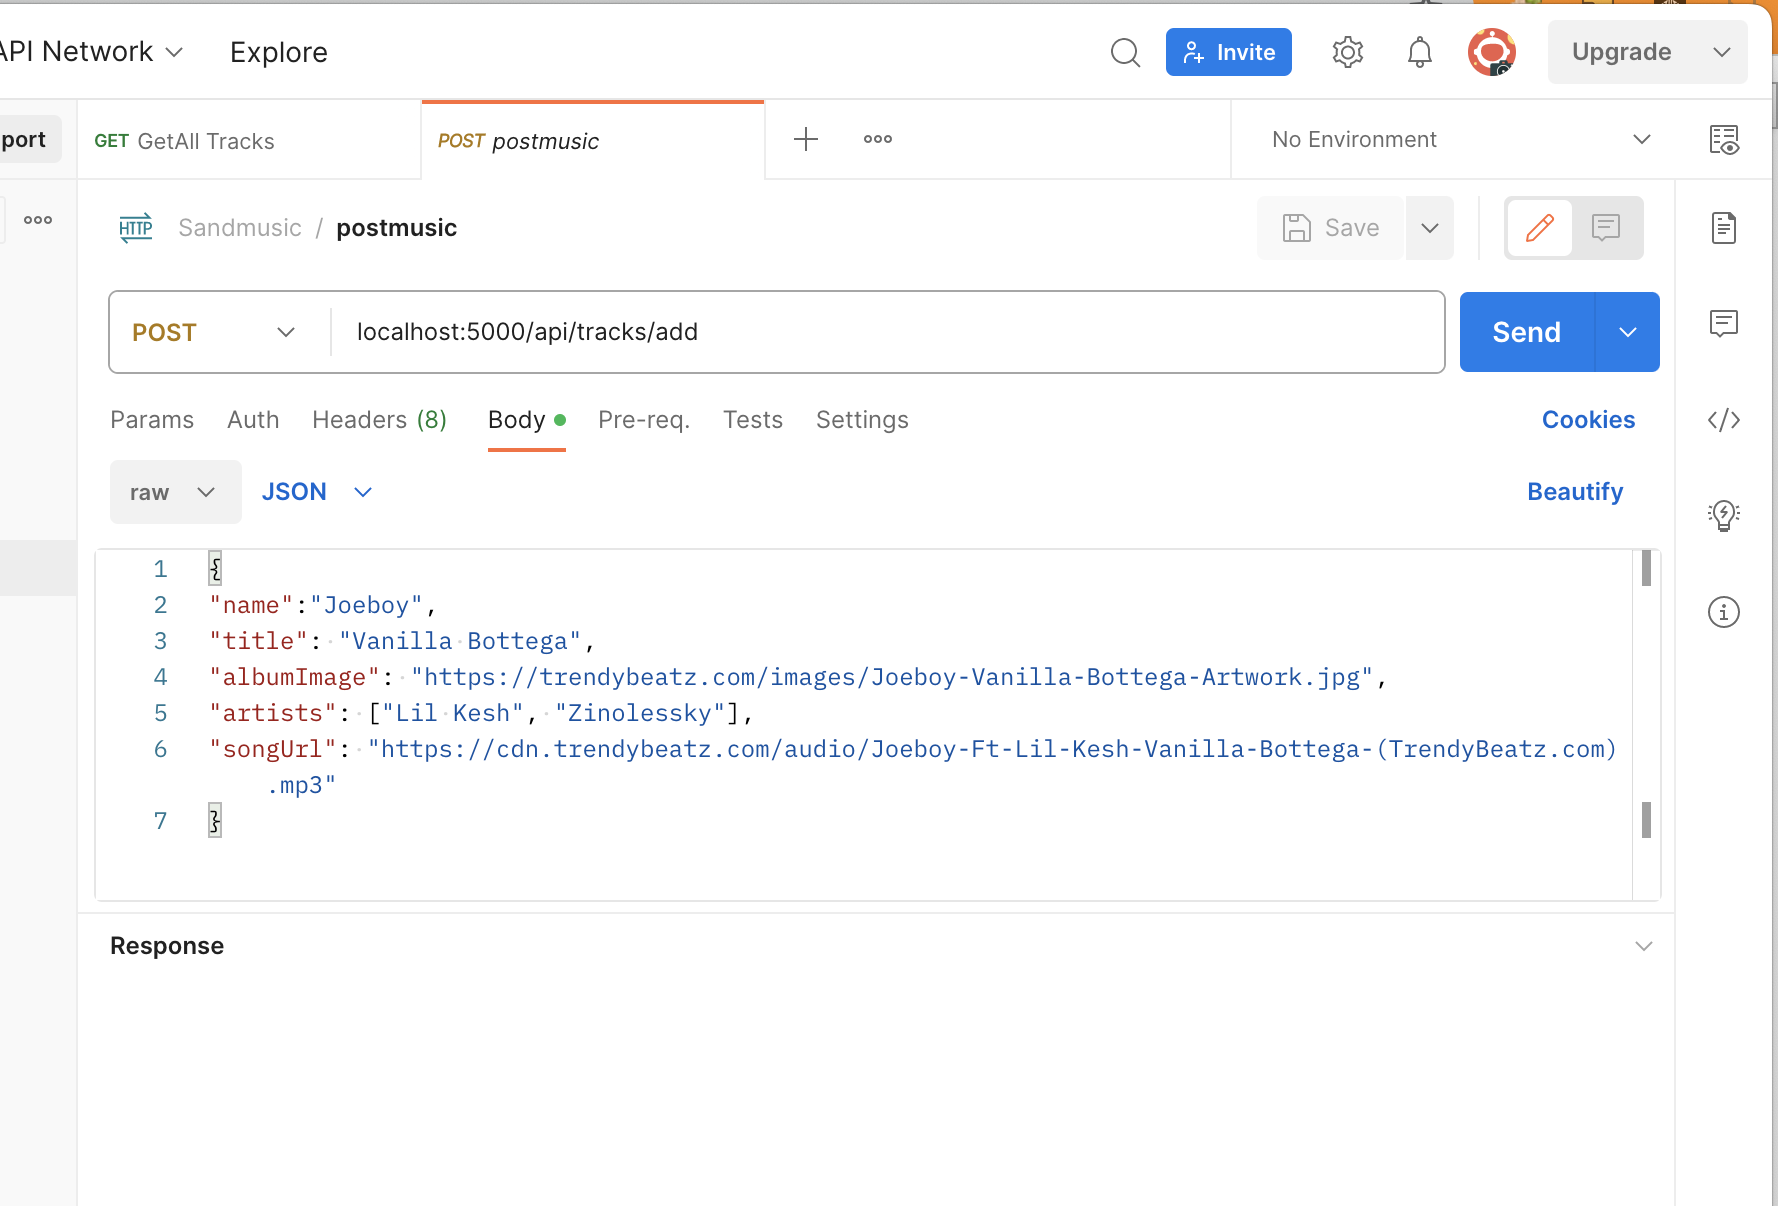 API Network Explore Invite Upgrade
port GET GetAll Tracks POST postmusic No Environment
HTTP Sandmusic / postmusic Save
POST localhost:5000/api/tracks/add Send
Params Auth Headers (8) Body Pre-req. Tests Settings Cookies
raw JSON Beautify
1 {
2 "name":"Joeboy",
3 "title": "Vanilla Bottega",
4 "albumImage": "https://trendybeatz.com/images/Joeboy-Vanilla-Bottega-Artwork.jpg",
5 "artists": ["Lil Kesh", "Zinolessky"],
6 "songUrl": "https://cdn.trendybeatz.com/audio/Joeboy-Ft-Lil-Kesh-Vanilla-Bottega-(TrendyBeatz.com)
.mp3"
7 }
Response